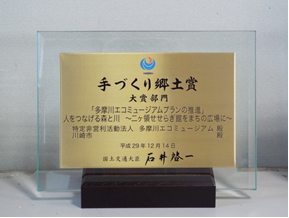 手づくり郷土賞
大賞部門
「多摩川エコミュージアムプランの推進」
人をつなげる森と川 〜二ヶ領せせらぎ館をまちの広場に〜
特定非営利活動法人 多摩川エコミュージアム 殿
川崎市 殿
平成29年12月14日
国土交通大臣 石井啓一